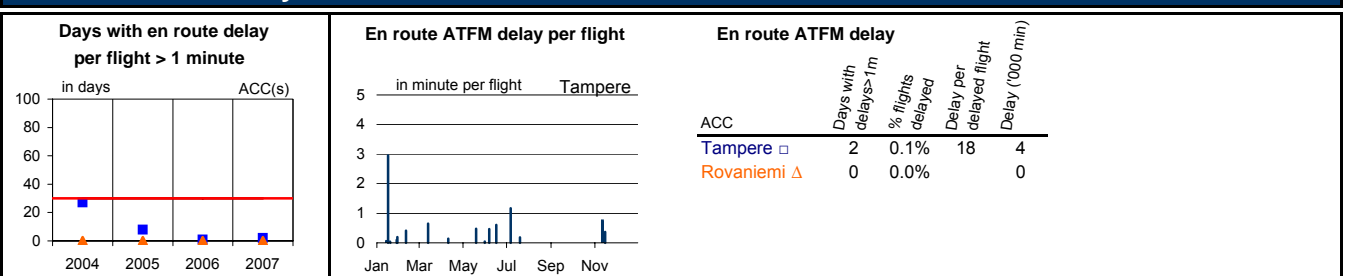 Days with en route delay
per flight > 1 minute
in days
ACC(s)
100
80
60
40
20
0
2004 2005 2006 2007
En route ATFM delay per flight
in minute per flight
Tampere
5
4
3
2
1
0
Jan Mar May Jul Sep Nov
En route ATFM delay
ACC
Days with
delays>1m
% flights
delayed
Delay per
delayed flight
Delay ('000 min)
Tampere □ 2 0.1% 18 4
Rovaniemi Δ 0 0.0% 0